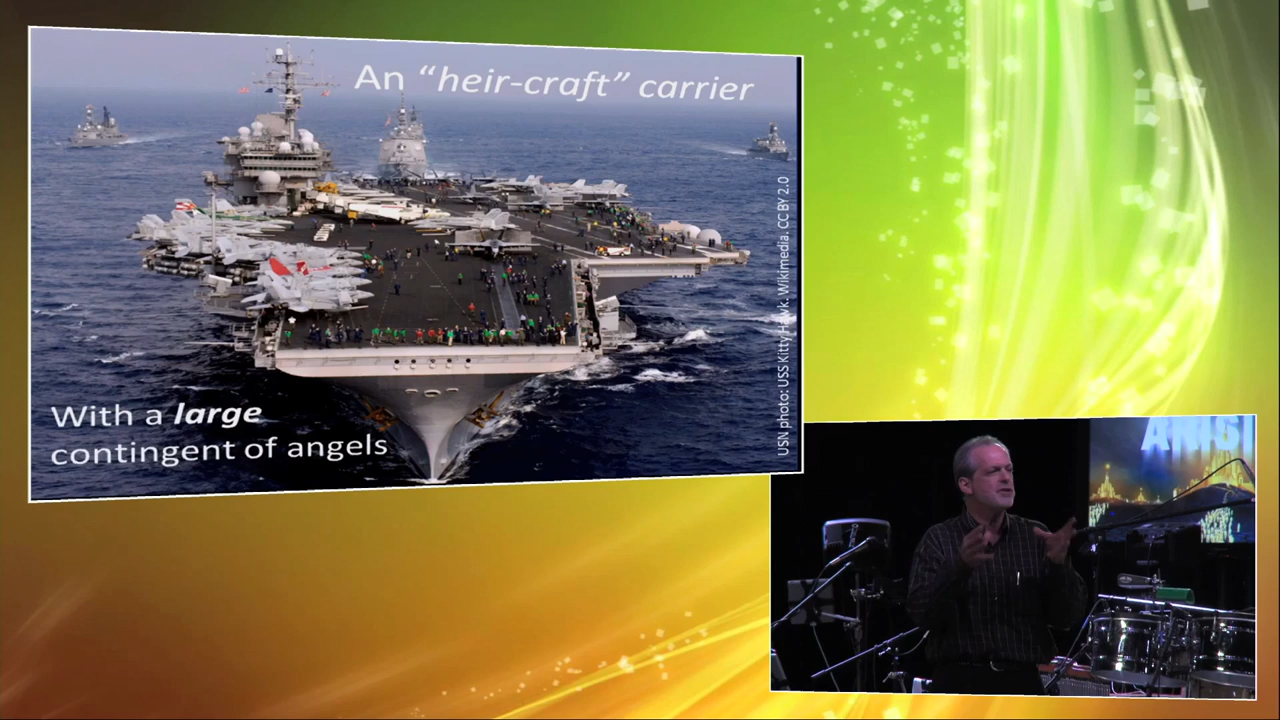 An “heir-craft” carrier
With a large
contingent of angels
USN photo: USS Kitty Hawk. Wikimedia. CC BY 2.0